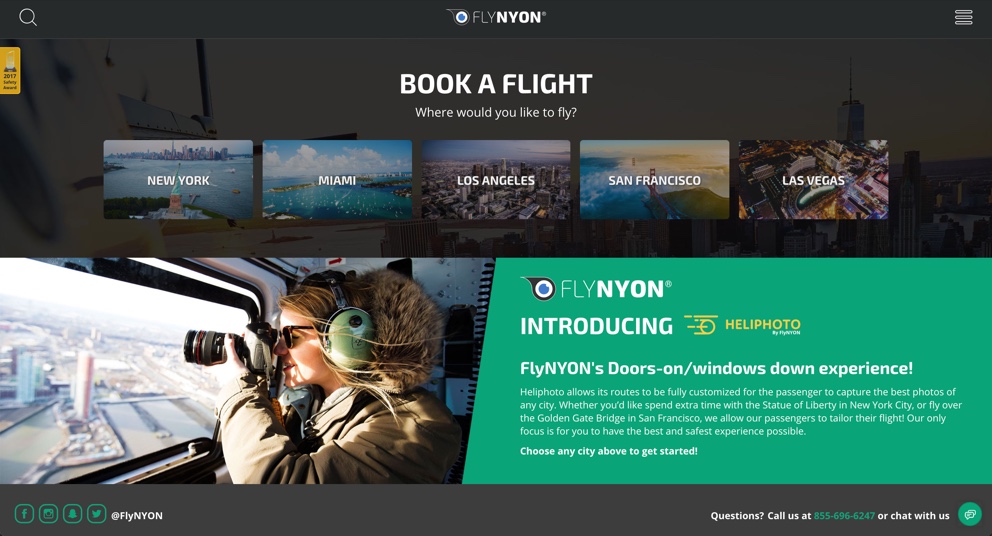 FLYNYON®
2017
Safety
Award
BOOK A FLIGHT
Where would you like to fly?
NEW YORK
MIAMI
LOS ANGELES
SAN FRANCISCO
LAS VEGAS
FLYNYON®
INTRODUCING HELIPHOTO
By FlyNYON
FlyNYON's Doors-on/windows down experience!
Heliphoto allows its routes to be fully customized for the passenger to capture the best photos of
any city. Whether you'd like spend extra time with the Statue of Liberty in New York City, or fly over
the Golden Gate Bridge in San Francisco, we allow our passengers to tailor their flight! Our only
focus is for you to have the best and safest experience possible.
Choose any city above to get started!
@FlyNYON
Questions? Call us at 855-696-6247 or chat with us